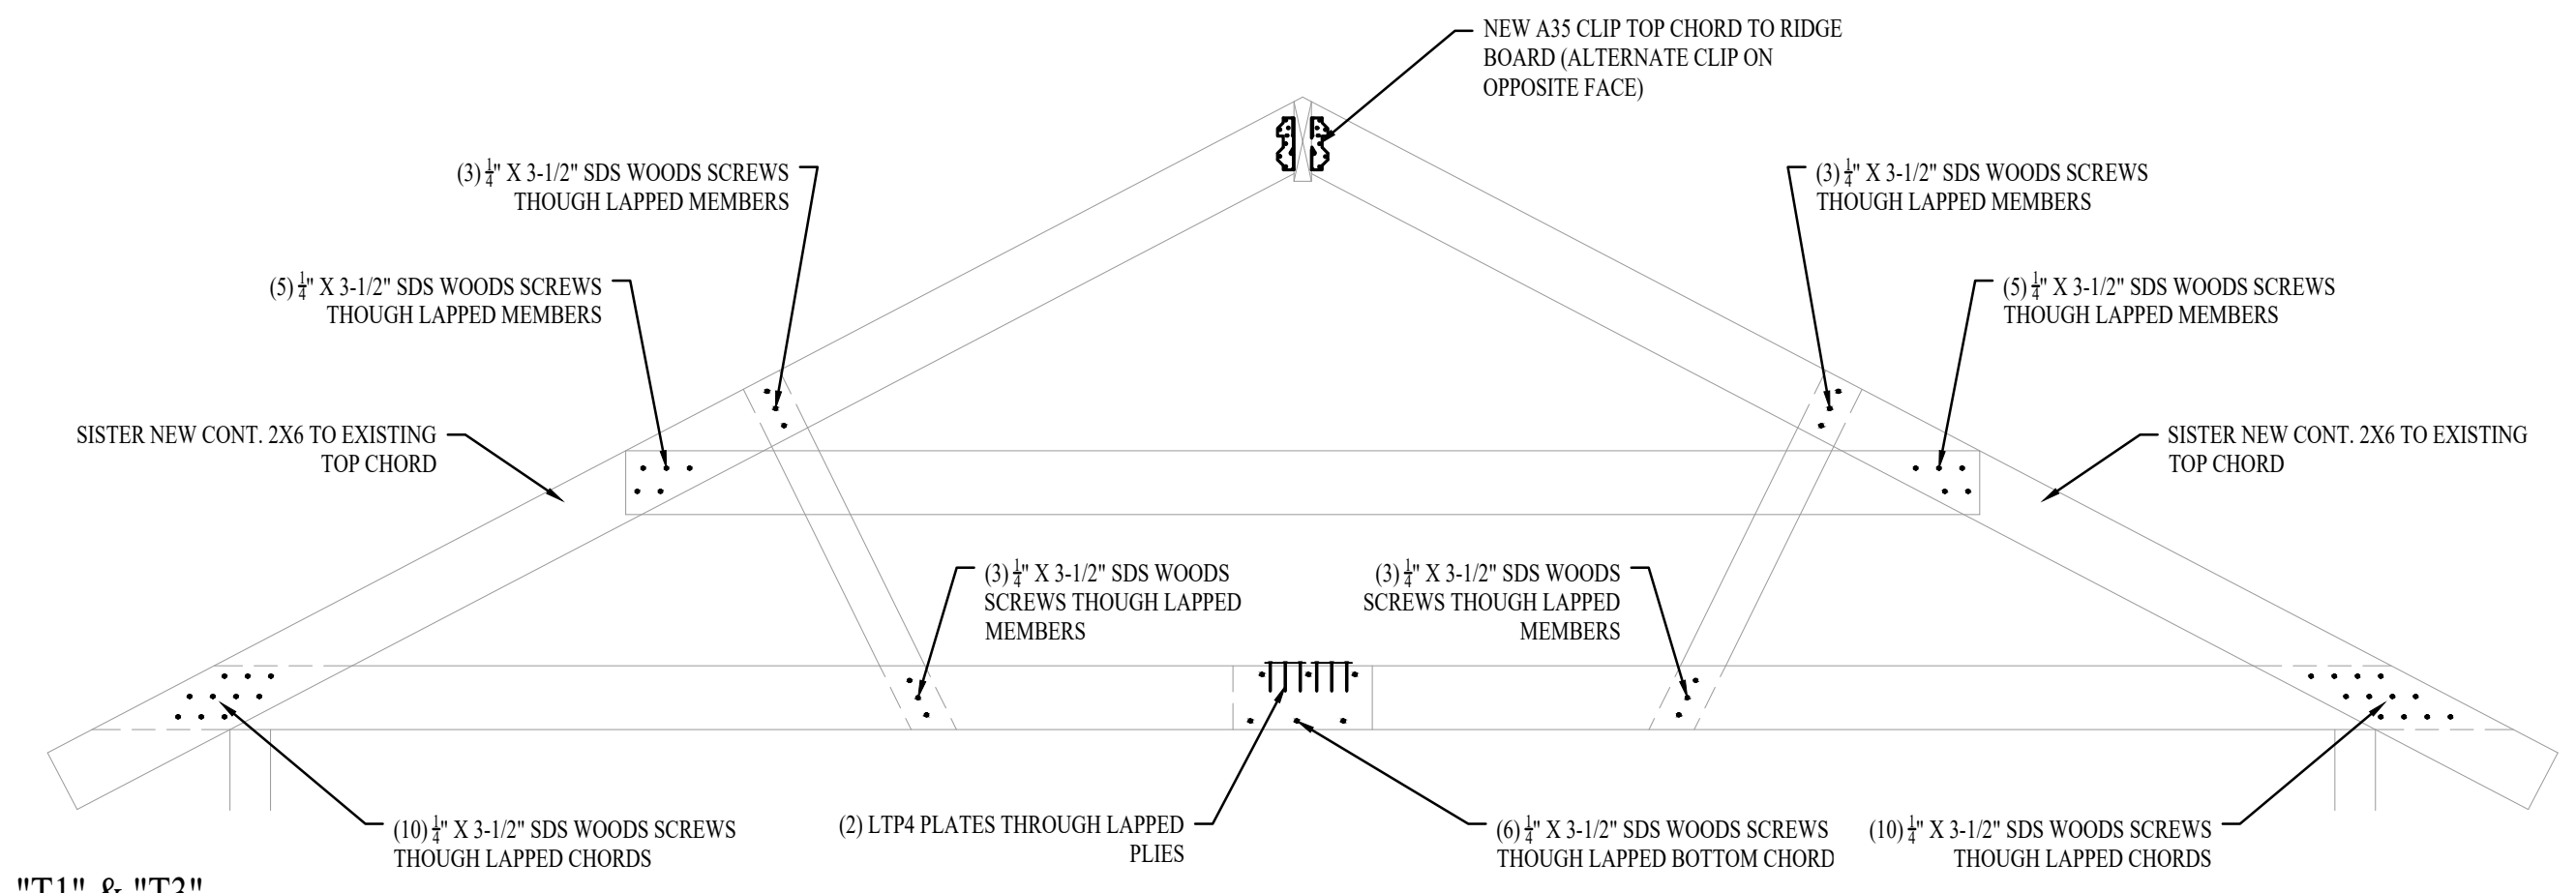 NEW A35 CLIP TOP CHORD TO RIDGE
BOARD (ALTERNATE CLIP ON
OPPOSITE FACE)
(3) 1/4" X 3-1/2" SDS WOODS SCREWS
THOUGH LAPPED MEMBERS
(3) 1/4" X 3-1/2" SDS WOODS SCREWS
THOUGH LAPPED MEMBERS
(5) 1/4" X 3-1/2" SDS WOODS SCREWS
THOUGH LAPPED MEMBERS
(5) 1/4" X 3-1/2" SDS WOODS SCREWS
THOUGH LAPPED MEMBERS
SISTER NEW CONT. 2X6 TO EXISTING
TOP CHORD
SISTER NEW CONT. 2X6 TO EXISTING
TOP CHORD
(3) 1/4" X 3-1/2" SDS WOODS
SCREWS THOUGH LAPPED
MEMBERS
(3) 1/4" X 3-1/2" SDS WOODS
SCREWS THOUGH LAPPED
MEMBERS
(10) 1/4" X 3-1/2" SDS WOODS SCREWS
THOUGH LAPPED CHORDS
(2) LTP4 PLATES THROUGH LAPPED
PLIES
(6) 1/4" X 3-1/2" SDS WOODS SCREWS
THOUGH LAPPED BOTTOM CHORD
(10) 1/4" X 3-1/2" SDS WOODS SCREWS
THOUGH LAPPED CHORDS
"T1" & "T3"